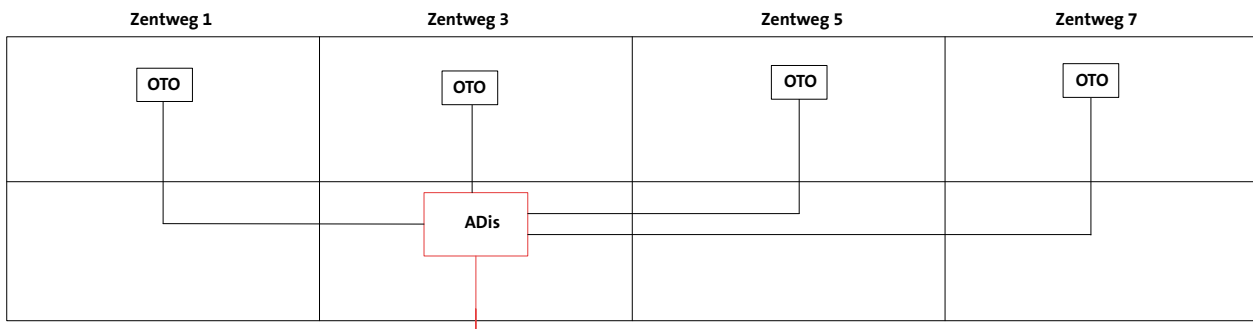 Zentweg 1 Zentweg 3 Zentweg 5 Zentweg 7
OTO OTO OTO OTO
ADis